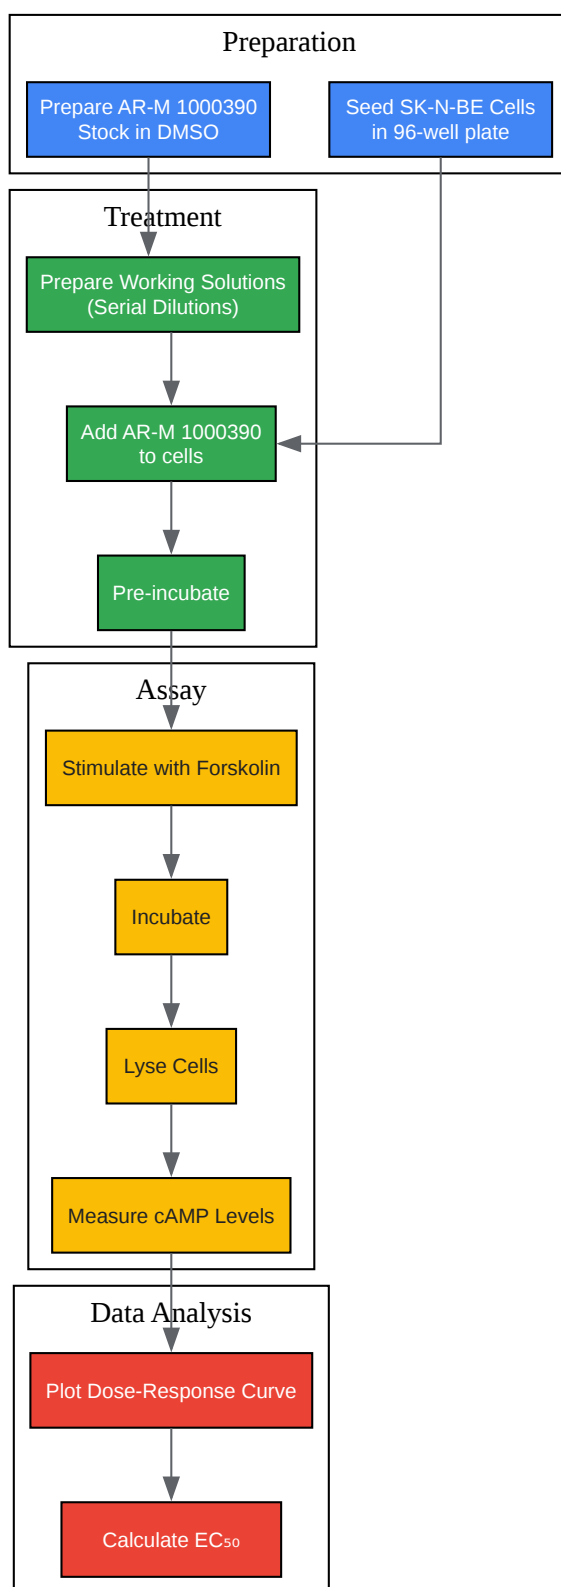 Preparation
Prepare AR-M 1000390
Stock in DMSO
Seed SK-N-BE Cells
in 96-well plate
Treatment
Prepare Working Solutions
(Serial Dilutions)
Add AR-M 1000390
to cells
Pre-incubate
Assay
Stimulate with Forskolin
Incubate
Lyse Cells
Measure cAMP Levels
Data Analysis
Plot Dose-Response Curve
Calculate EC₅₀